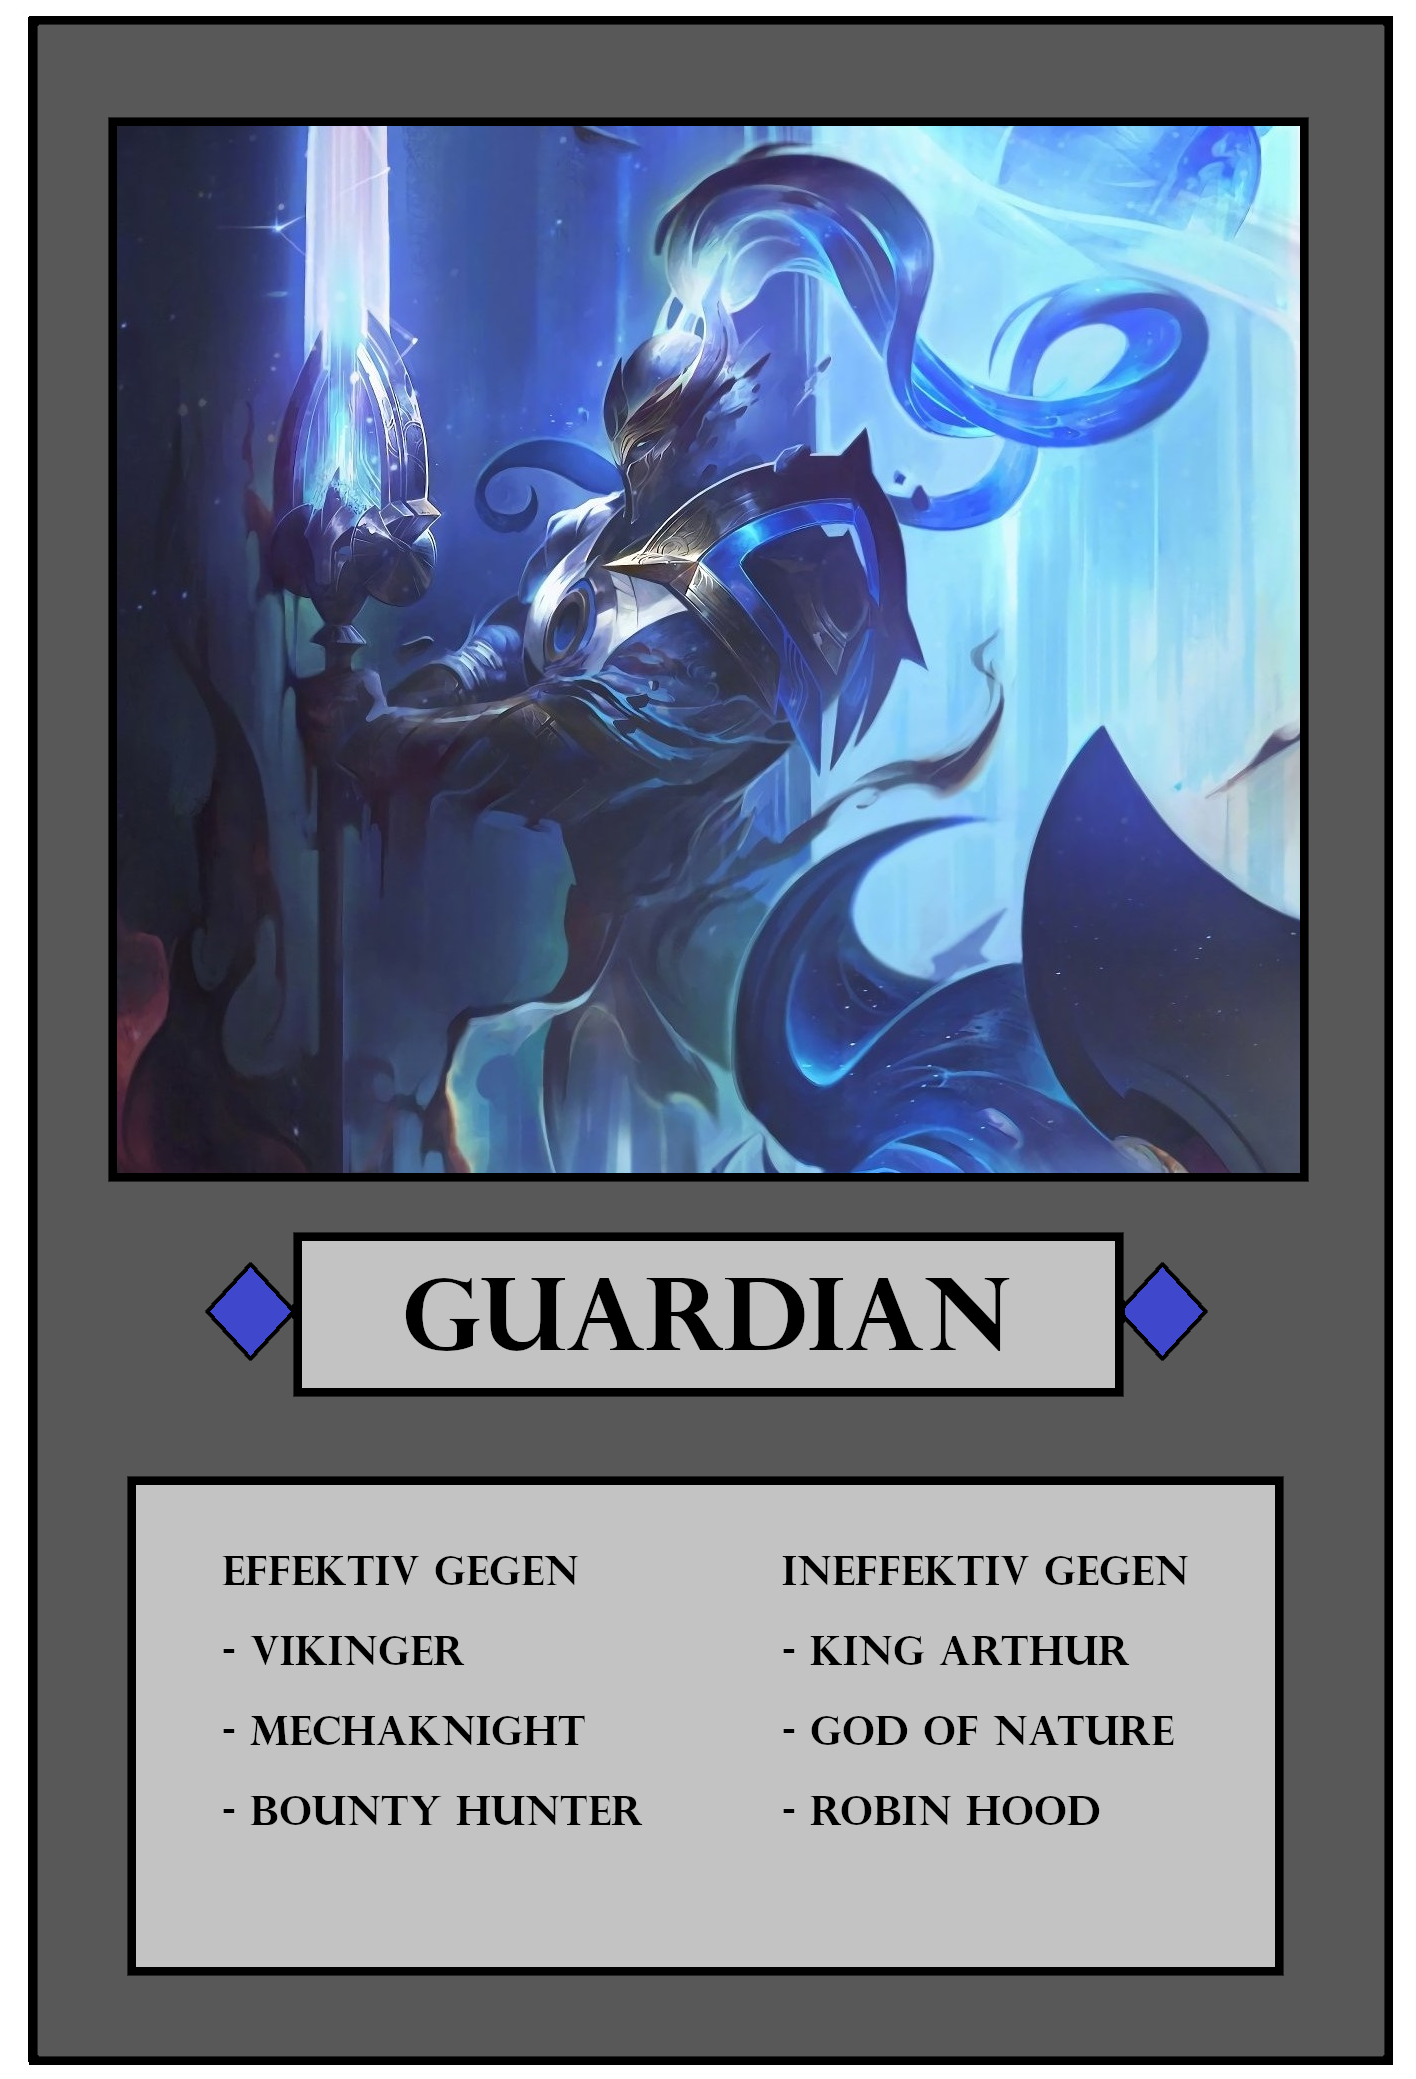 GUARDIAN
EFFEKTIV GEGEN
- VIKINGER
- MECHAKNIGHT
- BOUNTY HUNTER
INEFFEKTIV GEGEN
- KING ARTHUR
- GOD OF NATURE
- ROBIN HOOD